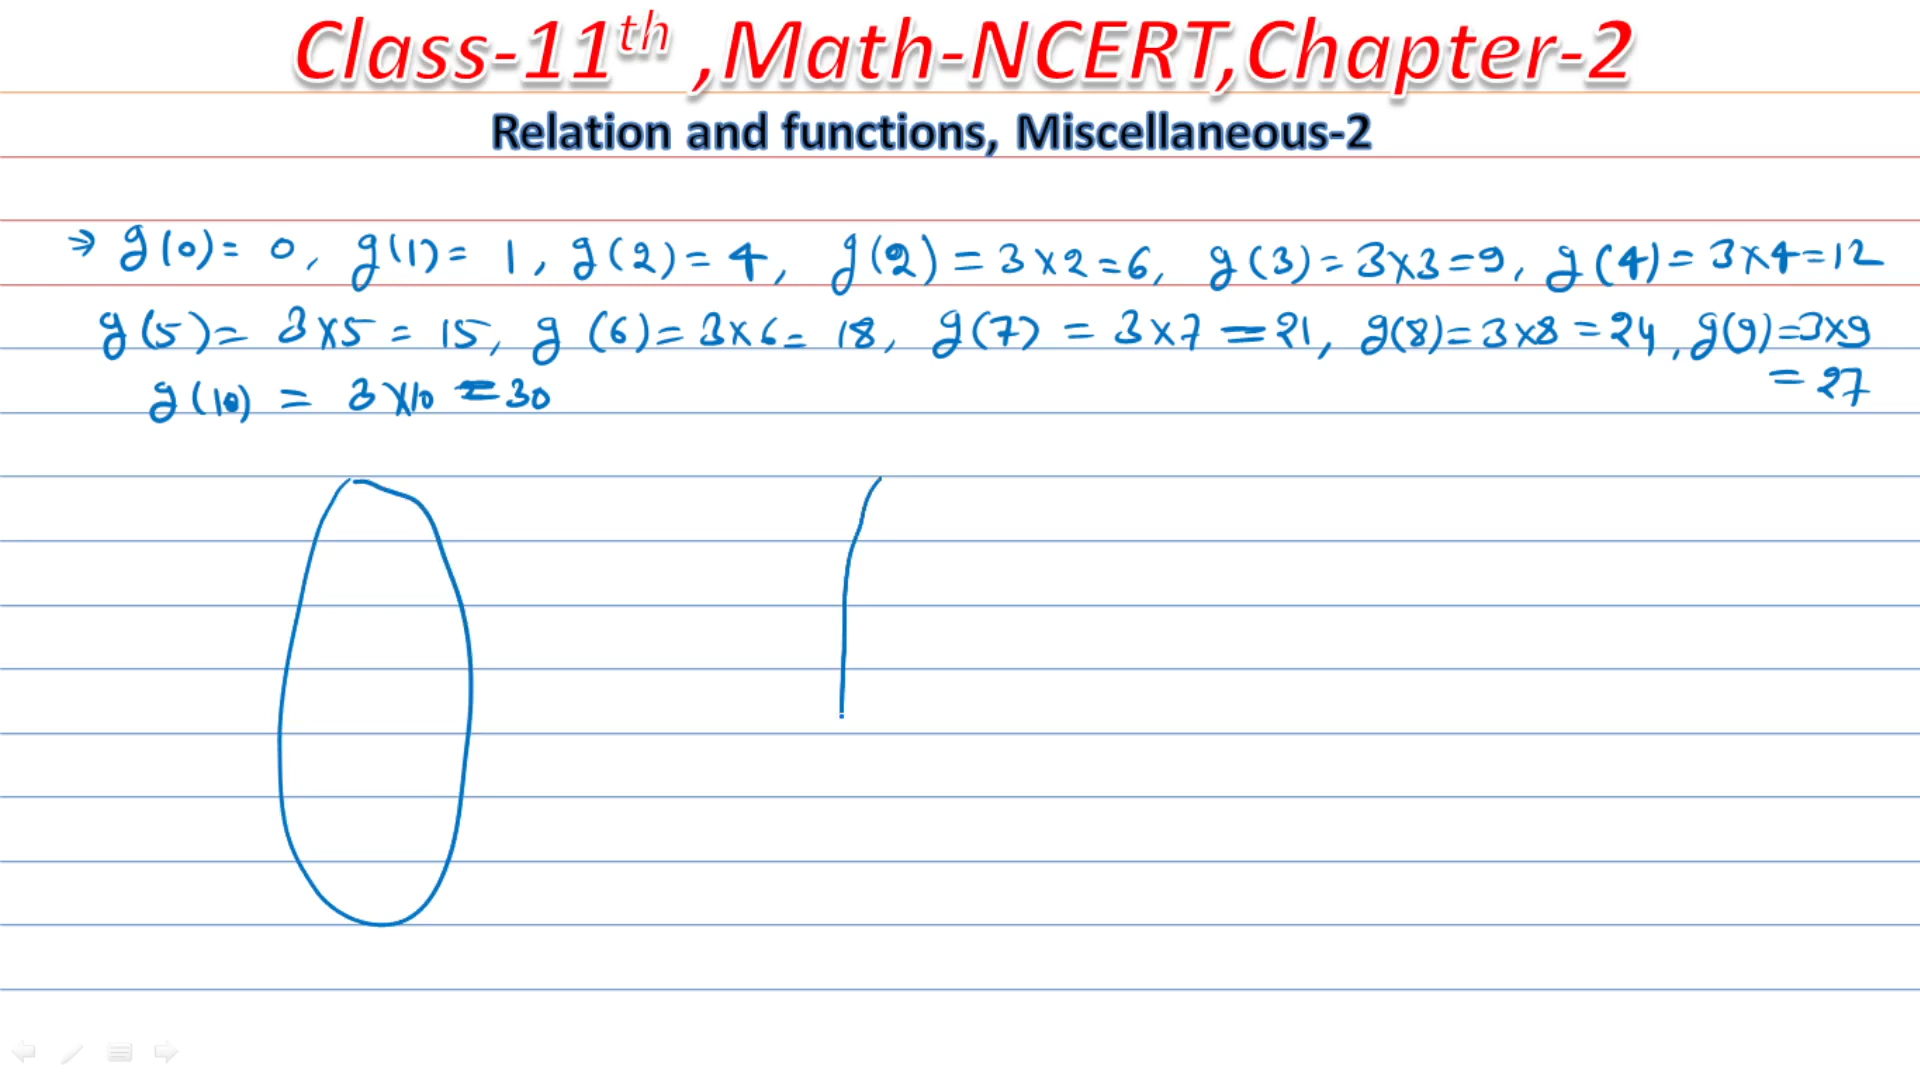 Class-11th ,Math-NCERT,Chapter-2
Relation and functions, Miscellaneous-2
⇒ g(0) = 0, g(1) = 1, g(2) = 4, g(2) = 3×2=6, g(3) = 3×3=9, g(4) = 3×4=12
g(5) = 3×5 = 15, g(6) = 3×6 = 18, g(7) = 3×7 = 21, g(8) = 3×8 = 24, g(9) = 3×9
= 27
g(10) = 3×10 = 30